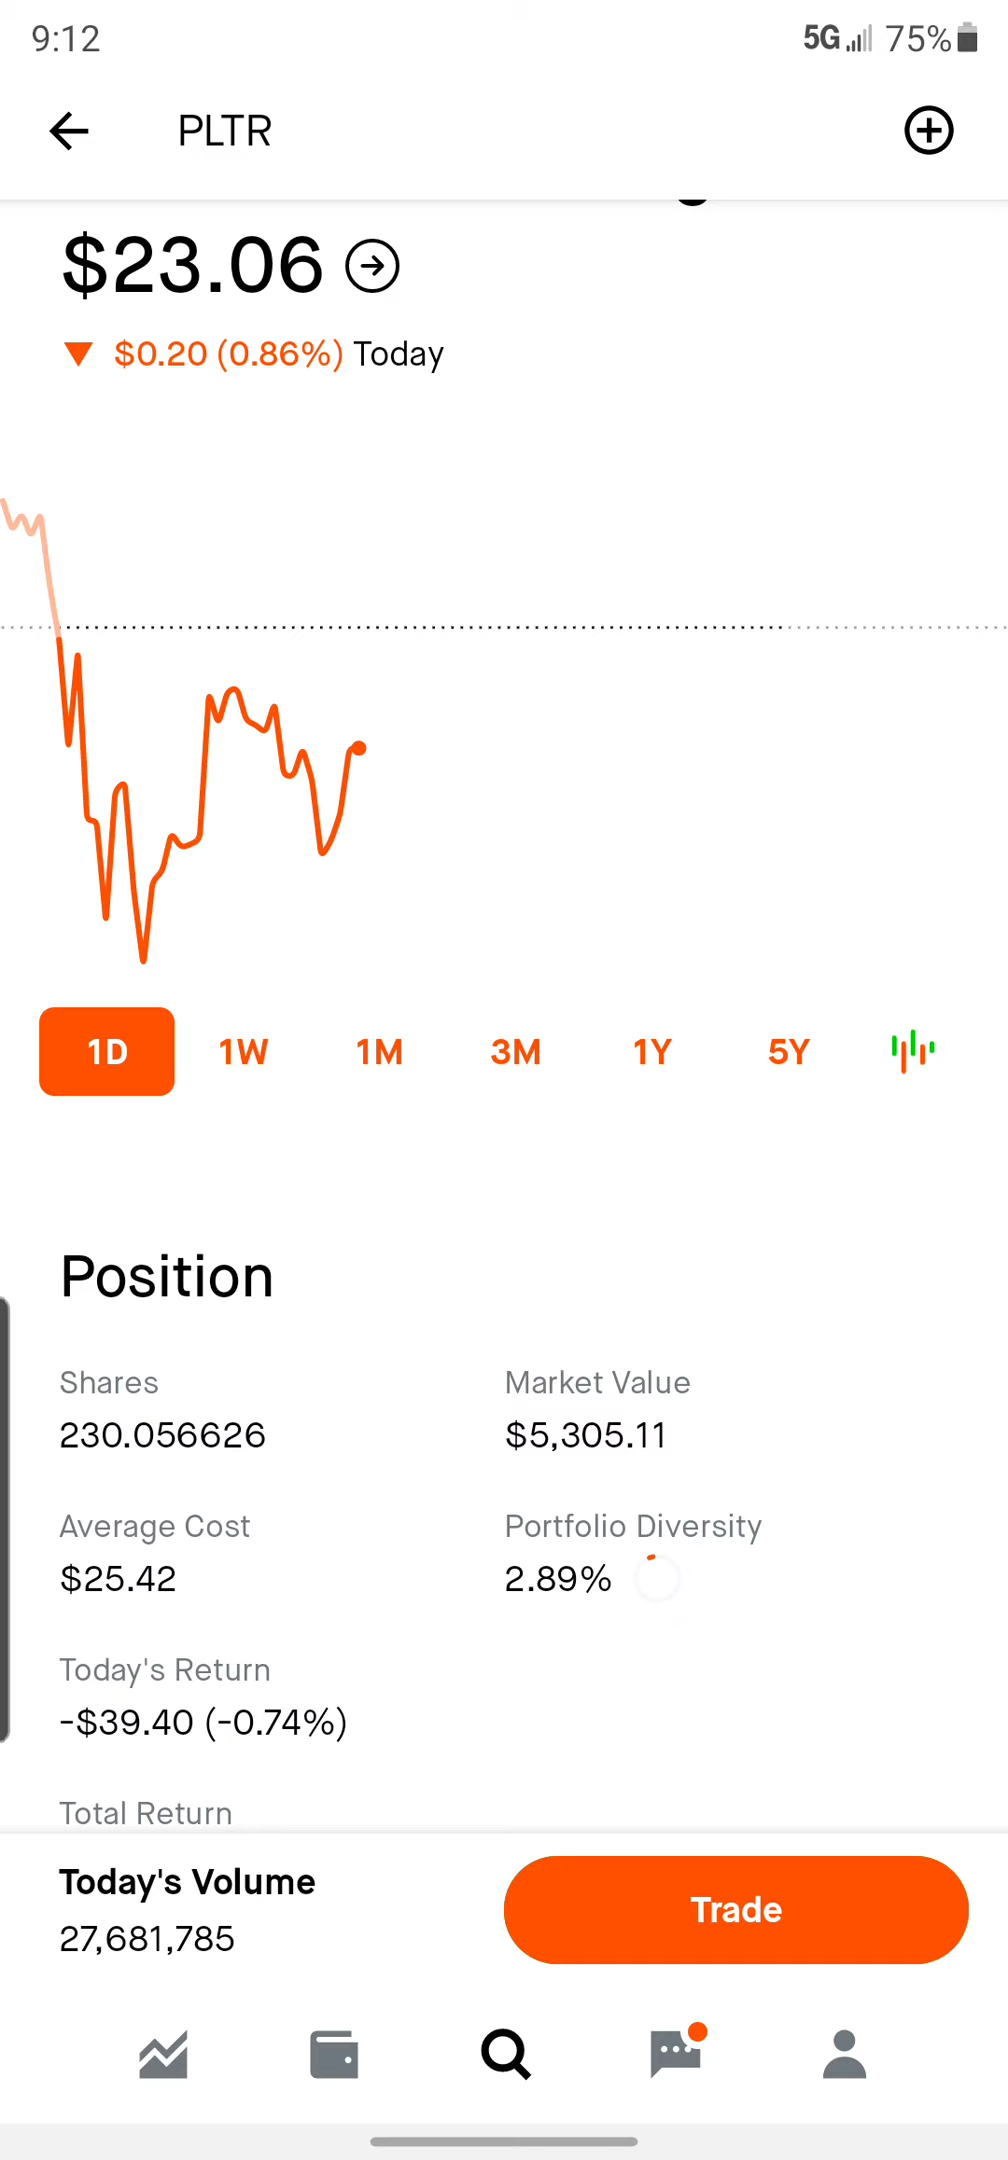 9:12
5G 75%
PLTR
$23.06
$0.20 (0.86%) Today
1D 1W 1M 3M 1Y 5Y
Position
Shares
230.056626
Market Value
$5,305.11
Average Cost
$25.42
Portfolio Diversity
2.89%
Today's Return
-$39.40 (-0.74%)
Total Return
Today's Volume
27,681,785
Trade